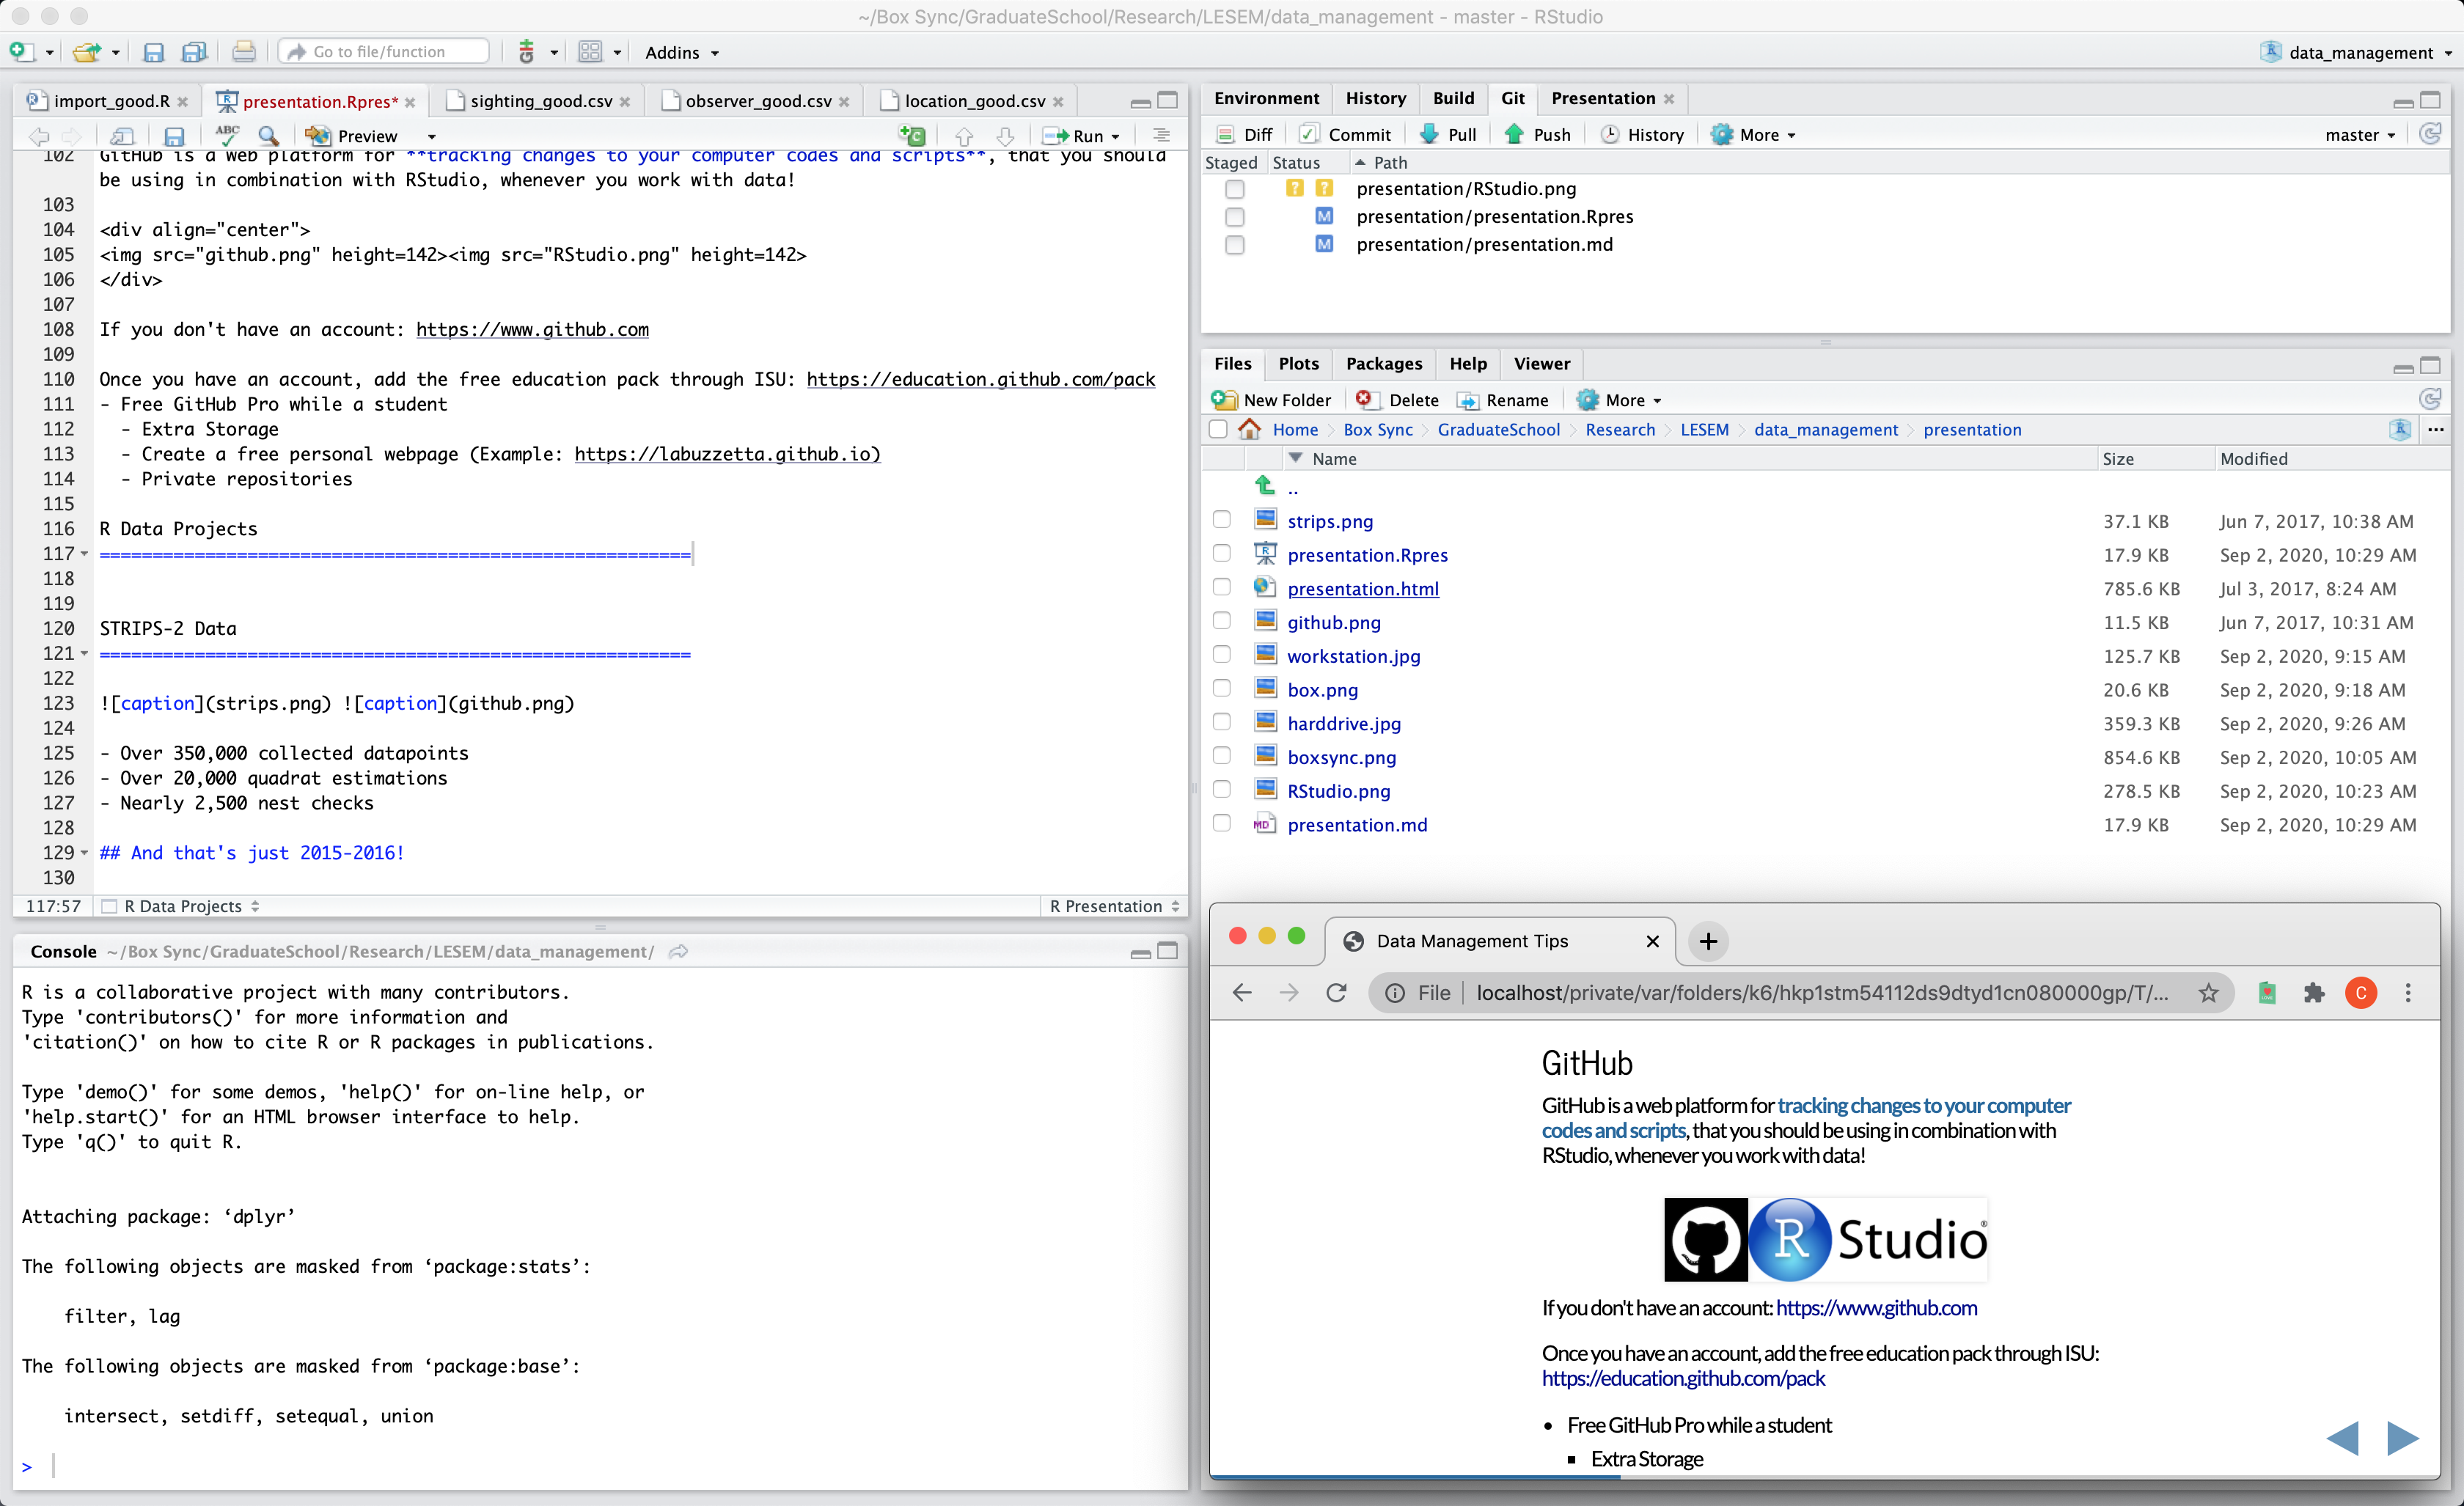 ~/Box Sync/GraduateSchool/Research/LESEM/data_management - master - RStudio
Go to file/function
Addins
data_management
import_good.R
presentation.Rpres*
sighting_good.csv
observer_good.csv
location_good.csv
ABC
Preview
Run
102 GitHub is a web platform for **tracking changes to your computer codes and scripts**, that you should
be using in combination with RStudio, whenever you work with data!
103
104 <div align="center">
105 <img src="github.png" height=142><img src="RStudio.png" height=142>
106 </div>
107
108 If you don't have an account: https://www.github.com
109
110 Once you have an account, add the free education pack through ISU: https://education.github.com/pack
111 - Free GitHub Pro while a student
112   - Extra Storage
113   - Create a free personal webpage (Example: https://labuzzetta.github.io)
114   - Private repositories
115
116 R Data Projects
117 ========================================================
118
119
120 STRIPS-2 Data
121 ========================================================
122
123 ![caption](strips.png) ![caption](github.png)
124
125 - Over 350,000 collected datapoints
126 - Over 20,000 quadrat estimations
127 - Nearly 2,500 nest checks
128
129 ## And that's just 2015-2016!
130
117:57 R Data Projects R Presentation
Console ~/Box Sync/GraduateSchool/Research/LESEM/data_management/
R is a collaborative project with many contributors.
Type 'contributors()' for more information and
'citation()' on how to cite R or R packages in publications.
Type 'demo()' for some demos, 'help()' for on-line help, or
'help.start()' for an HTML browser interface to help.
Type 'q()' to quit R.
Attaching package: ‘dplyr’
The following objects are masked from ‘package:stats’:
filter, lag
The following objects are masked from ‘package:base’:
intersect, setdiff, setequal, union
>
Environment History Build Git Presentation
Diff Commit Pull Push History More master
Staged Status Path
? ? presentation/RStudio.png
M presentation/presentation.Rpres
M presentation/presentation.md
Files Plots Packages Help Viewer
New Folder Delete Rename More
Home Box Sync GraduateSchool Research LESEM data_management presentation ...
Name Size Modified
..
strips.png 37.1 KB Jun 7, 2017, 10:38 AM
presentation.Rpres 17.9 KB Sep 2, 2020, 10:29 AM
presentation.html 785.6 KB Jul 3, 2017, 8:24 AM
github.png 11.5 KB Jun 7, 2017, 10:31 AM
workstation.jpg 125.7 KB Sep 2, 2020, 9:15 AM
box.png 20.6 KB Sep 2, 2020, 9:18 AM
harddrive.jpg 359.3 KB Sep 2, 2020, 9:26 AM
boxsync.png 854.6 KB Sep 2, 2020, 10:05 AM
RStudio.png 278.5 KB Sep 2, 2020, 10:23 AM
MD presentation.md 17.9 KB Sep 2, 2020, 10:29 AM
Data Management Tips
File localhost/private/var/folders/k6/hkp1stm54112ds9dtyd1cn080000gp/T/...
C
GitHub
GitHub is a web platform for tracking changes to your computer
codes and scripts, that you should be using in combination with
RStudio, whenever you work with data!
R Studio®
If you don't have an account: https://www.github.com
Once you have an account, add the free education pack through ISU:
https://education.github.com/pack
• Free GitHub Pro while a student
▪ Extra Storage